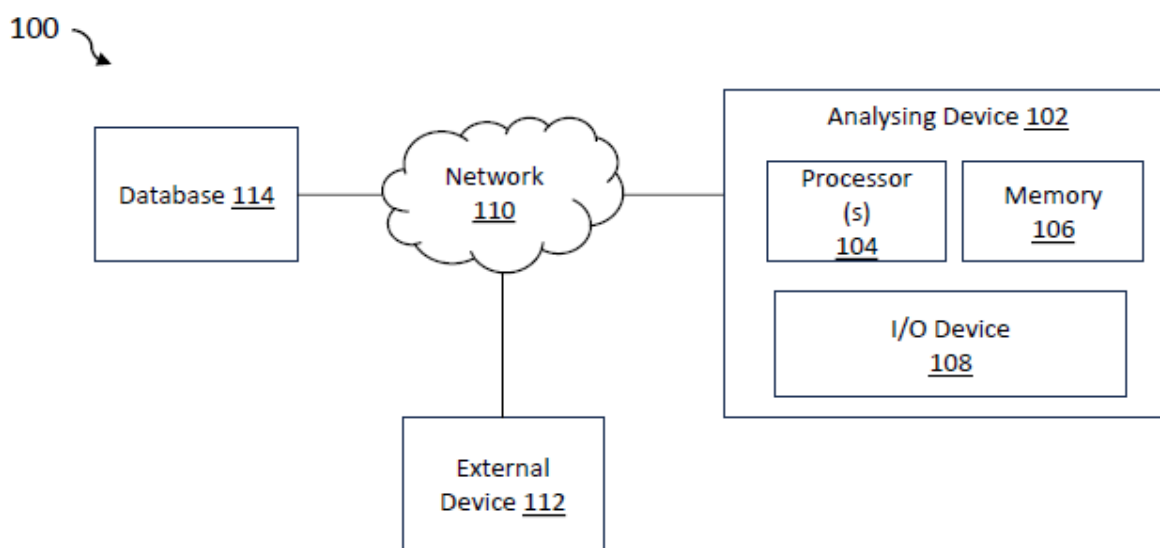 100
Analysing Device 102
Database 114
Network
110
Processor
(s)
104
Memory
106
I/O Device
108
External
Device 112